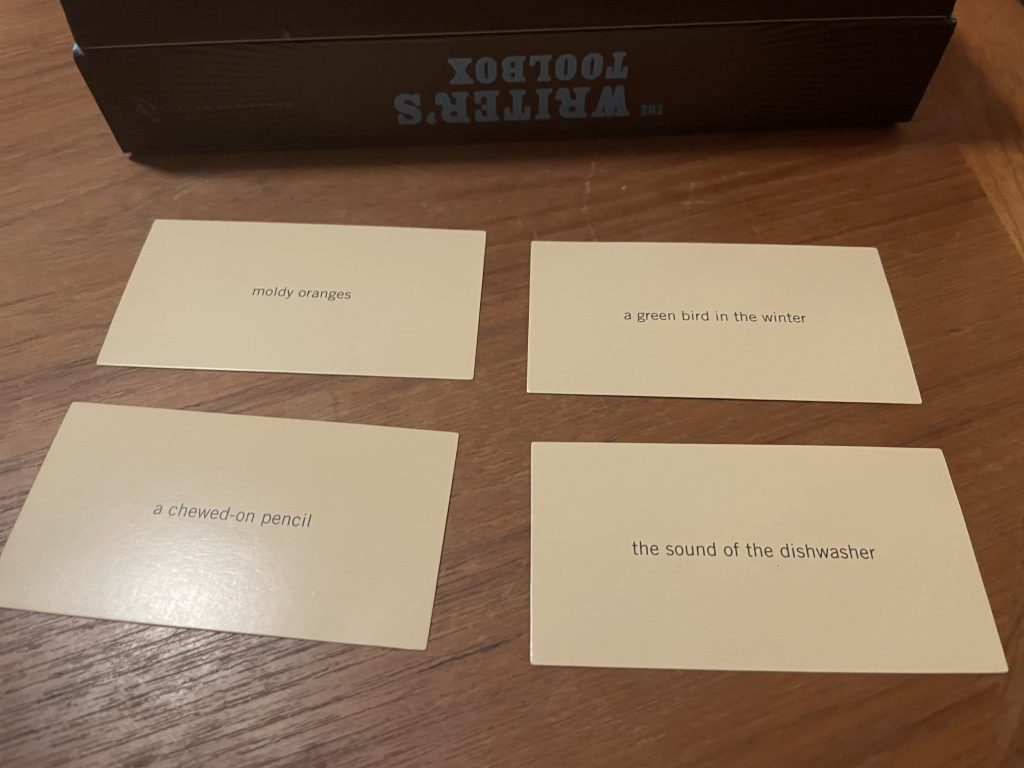 THE
WRITER'S
TOOLBOX
moldy oranges
a green bird in the winter
a chewed-on pencil
the sound of the dishwasher